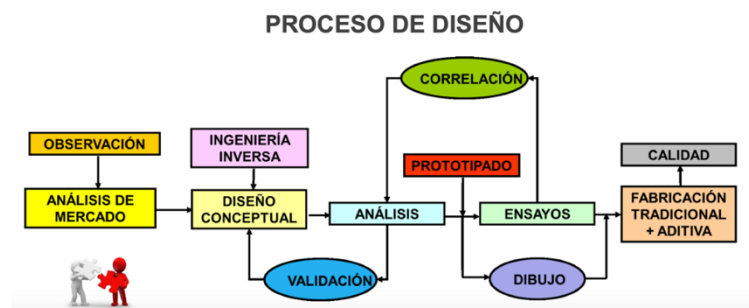 PROCESO DE DISEÑO
CORRELACIÓN
OBSERVACIÓN
INGENIERÍA
INVERSA
PROTOTIPADO
CALIDAD
ANÁLISIS DE
MERCADO
DISEÑO
CONCEPTUAL
ANÁLISIS
ENSAYOS
FABRICACIÓN
TRADICIONAL
+ ADITIVA
VALIDACIÓN
DIBUJO